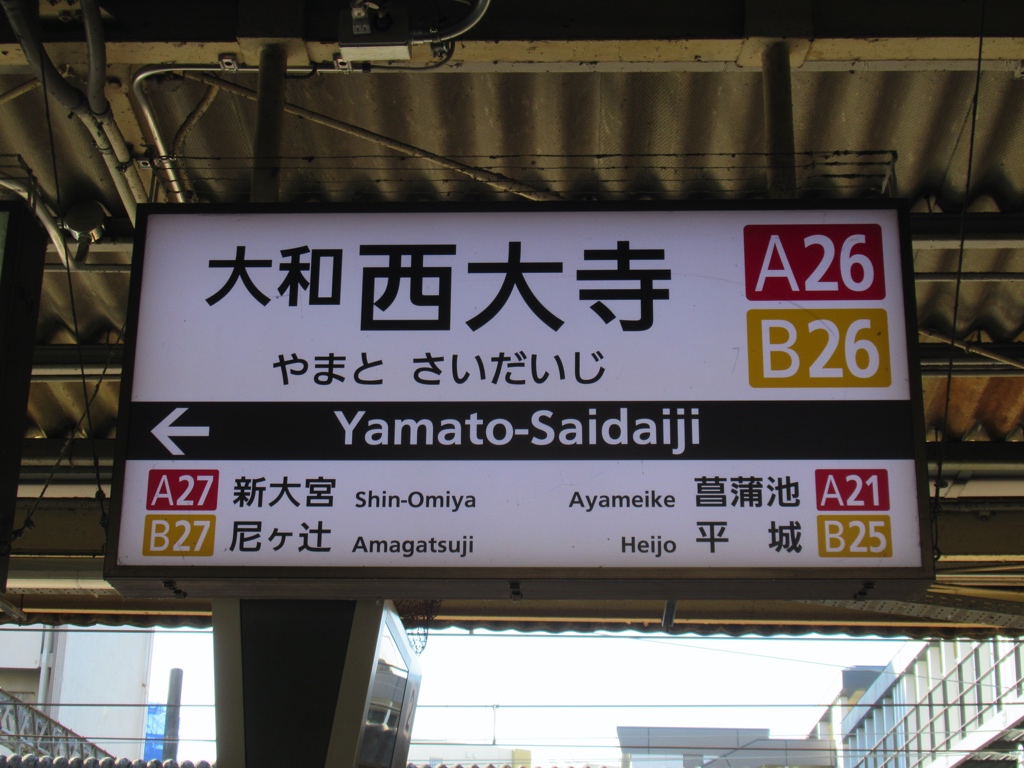 大和西大寺 A26
B26
やまと さいだいじ
← Yamato-Saidaiji
A27 新大宮 Shin-Omiya Ayameike 菖蒲池 A21
B27 尼ヶ辻 Amagatsuji Heijo 平城 B25